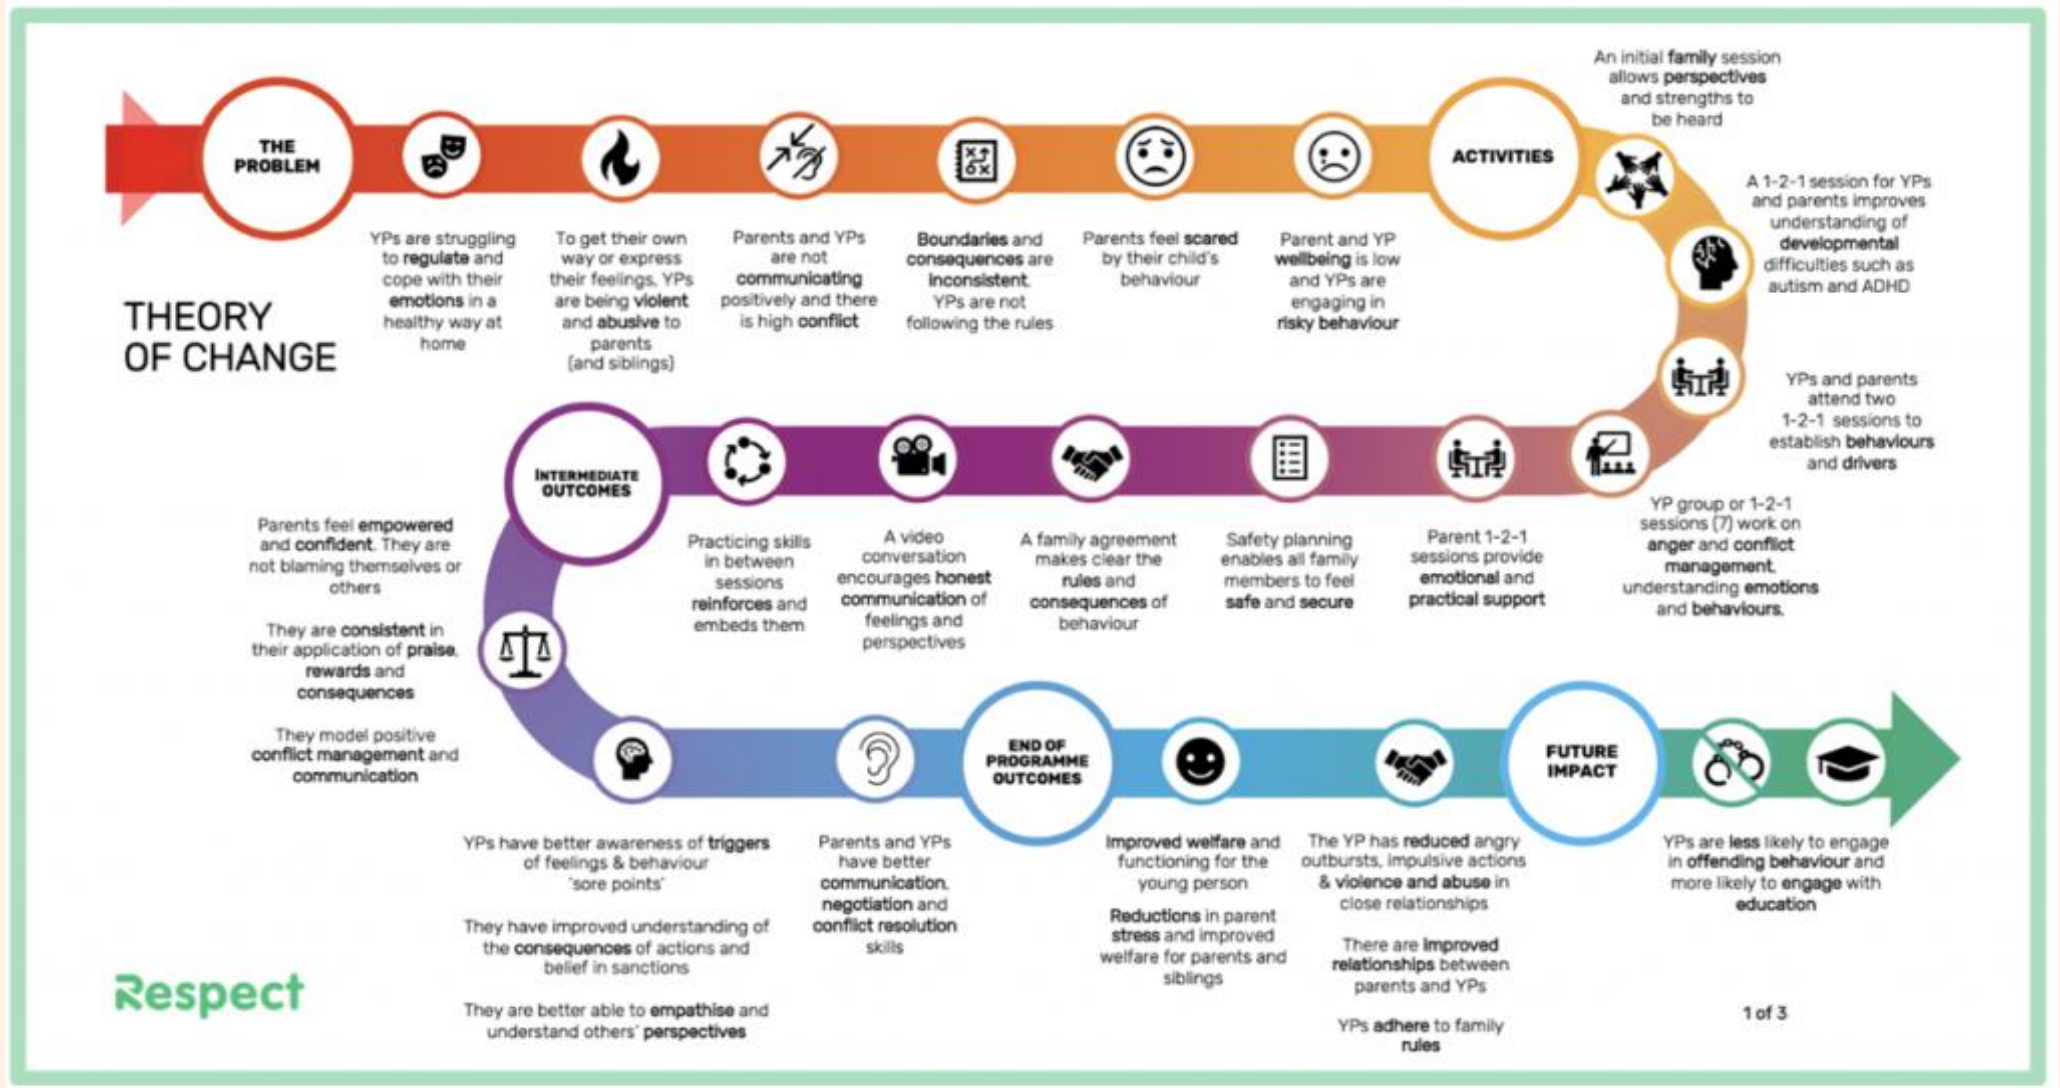 THE
PROBLEM
YPs are struggling
to regulate and
cope with their
emotions in a
healthy way at
home
To get their own
way or express
their feelings, YPs
are being violent
and abusive to
parents
(and siblings)
Parents and YPs
are not
communicating
positively and there
is high conflict
Boundaries and
consequences are
inconsistent.
YPs are not
following the rules
Parents feel scared
by their child's
behaviour
Parent and YP
wellbeing is low
and YPs are
engaging in
risky behaviour
ACTIVITIES
An initial family session
allows perspectives
and strengths to
be heard
A 1-2-1 session for YPs
and parents improves
understanding of
developmental
difficulties such as
autism and ADHD
YPs and parents
attend two
1-2-1 sessions to
establish behaviours
and drivers
THEORY
OF CHANGE
YP group or 1-2-1
sessions (7) work on
anger and conflict
management,
understanding emotions
and behaviours.
Parent 1-2-1
sessions provide
emotional and
practical support
Safety planning
enables all family
members to feel
safe and secure
A family agreement
makes clear the
rules and
consequences of
behaviour
A video
conversation
encourages honest
communication of
feelings and
perspectives
Practicing skills
in between
sessions
reinforces and
embeds them
INTERMEDIATE
OUTCOMES
Parents feel empowered
and confident. They are
not blaming themselves or
others
They are consistent in
their application of praise,
rewards and
consequences
They model positive
conflict management and
communication
YPs have better awareness of triggers
of feelings & behaviour
'sore points'
They have improved understanding of
the consequences of actions and
belief in sanctions
They are better able to empathise and
understand others' perspectives
Parents and YPs
have better
communication,
negotiation and
conflict resolution
skills
END OF
PROGRAMME
OUTCOMES
Improved welfare and
functioning for the
young person
Reductions in parent
stress and improved
welfare for parents and
siblings
The YP has reduced angry
outbursts, impulsive actions
& violence and abuse in
close relationships
There are improved
relationships between
parents and YPs
YPs adhere to family
rules
FUTURE
IMPACT
YPs are less likely to engage
in offending behaviour and
more likely to engage with
education
Respect
1 of 3